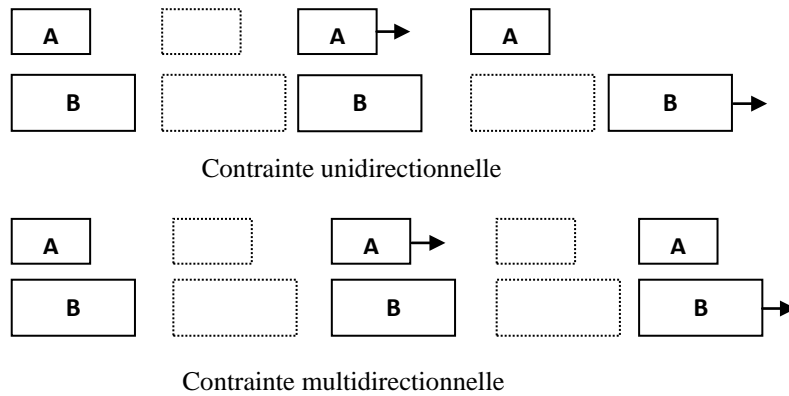 A A A
B B B
Contrainte unidirectionnelle
A A A
B B B
Contrainte multidirectionnelle